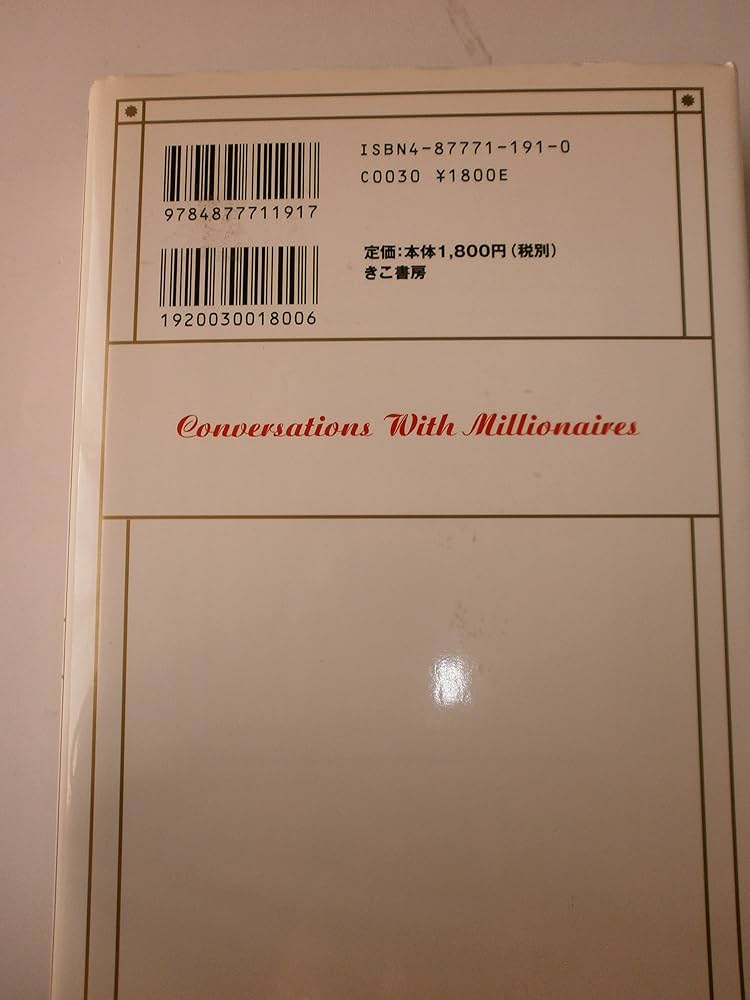 ISBN4-87771-191-0
C0030 ¥1800E
9784877711917
定価:本体1,800円(税別)
きこ書房
1920030018006
Conversations With Millionaires